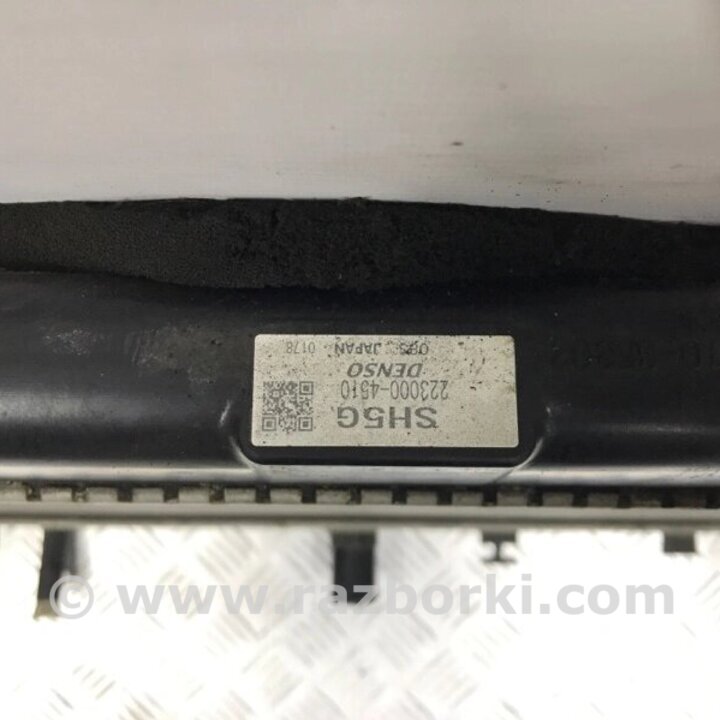 SH5G
223000-4510
DENSO
JAPAN 0178
© www.razborki.com